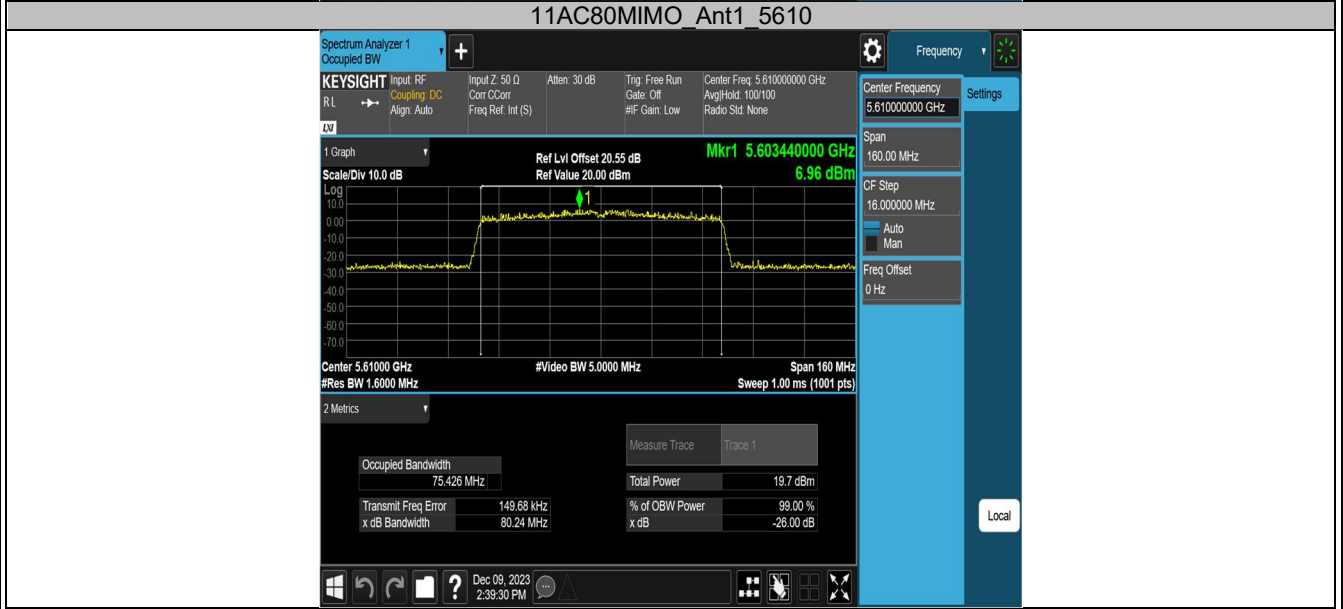 11AC80MIMO_Ant1_5610
Spectrum Analyzer 1
Occupied BW
Frequency
KEYSIGHT
RL
LXI
Input: RF
Coupling: DC
Align: Auto
Input Z: 50 Ω
Corr CCorr
Freq Ref: Int (S)
Atten: 30 dB
Trig: Free Run
Gate: Off
#IF Gain: Low
Center Freq: 5.610000000 GHz
Avg|Hold: 100/100
Radio Std: None
Center Frequency
5.610000000 GHz
Settings
Span
160.00 MHz
CF Step
16.000000 MHz
Auto
Man
Freq Offset
0 Hz
1 Graph
Scale/Div 10.0 dB
Ref Lvl Offset 20.55 dB
Ref Value 20.00 dBm
Mkr1 5.603440000 GHz
6.96 dBm
Log
1
10.0
0.00
-10.0
-20.0
-30.0
-40.0
-50.0
-60.0
-70.0
Center 5.61000 GHz
#Res BW 1.6000 MHz
#Video BW 5.0000 MHz
Span 160 MHz
Sweep 1.00 ms (1001 pts)
2 Metrics
Measure Trace Trace 1
Occupied Bandwidth
75.426 MHz
Total Power 19.7 dBm
Transmit Freq Error 149.68 kHz
% of OBW Power 99.00 %
x dB Bandwidth 80.24 MHz
x dB -26.00 dB
Local
Dec 09, 2023
2:39:30 PM